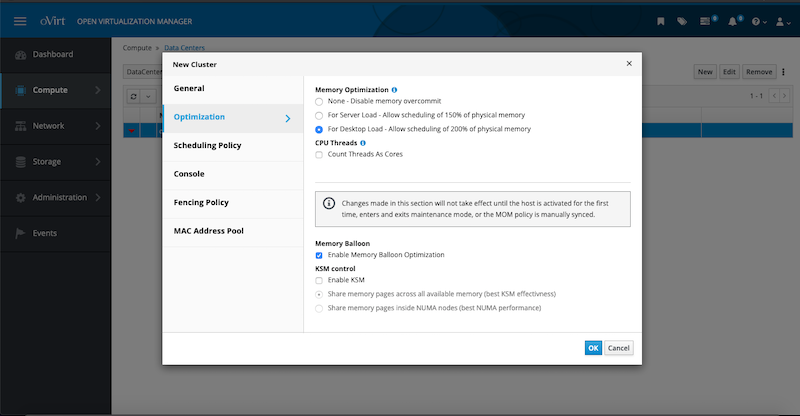 oVirt OPEN VIRTUALIZATION MANAGER
0
0
Dashboard
Compute
Network
Storage
Administration
Events
Compute » Data Centers
DataCenter
New Edit Remove
1 - 1
New Cluster
General
Optimization
Scheduling Policy
Console
Fencing Policy
MAC Address Pool
Memory Optimization
None - Disable memory overcommit
For Server Load - Allow scheduling of 150% of physical memory
For Desktop Load - Allow scheduling of 200% of physical memory
CPU Threads
Count Threads As Cores
Changes made in this section will not take effect until the host is activated for the first
time, enters and exits maintenance mode, or the MOM policy is manually synced.
Memory Balloon
Enable Memory Balloon Optimization
KSM control
Enable KSM
Share memory pages across all available memory (best KSM effectivness)
Share memory pages inside NUMA nodes (best NUMA performance)
OK Cancel